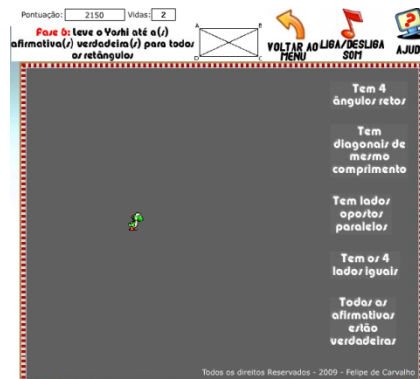 Pontuação: 2150 Vidas: 2
Fase 6: leve o Yoshi até a(s)
afirmativa(s) verdadeira(s) para todos
os retângulos
A B
D C
VOLTAR AO
MENU
LIGA/DESLIGA
SOM
AJUD
Tem 4
ângulos retos
Tem
diagonais de
mesmo
comprimento
Tem lados
opostos
paralelos
Tem os 4
lados iguais
Todas as
afirmativas
estão
verdadeiras
Todos os direitos Reservados - 2009 - Felipe de Carvalho